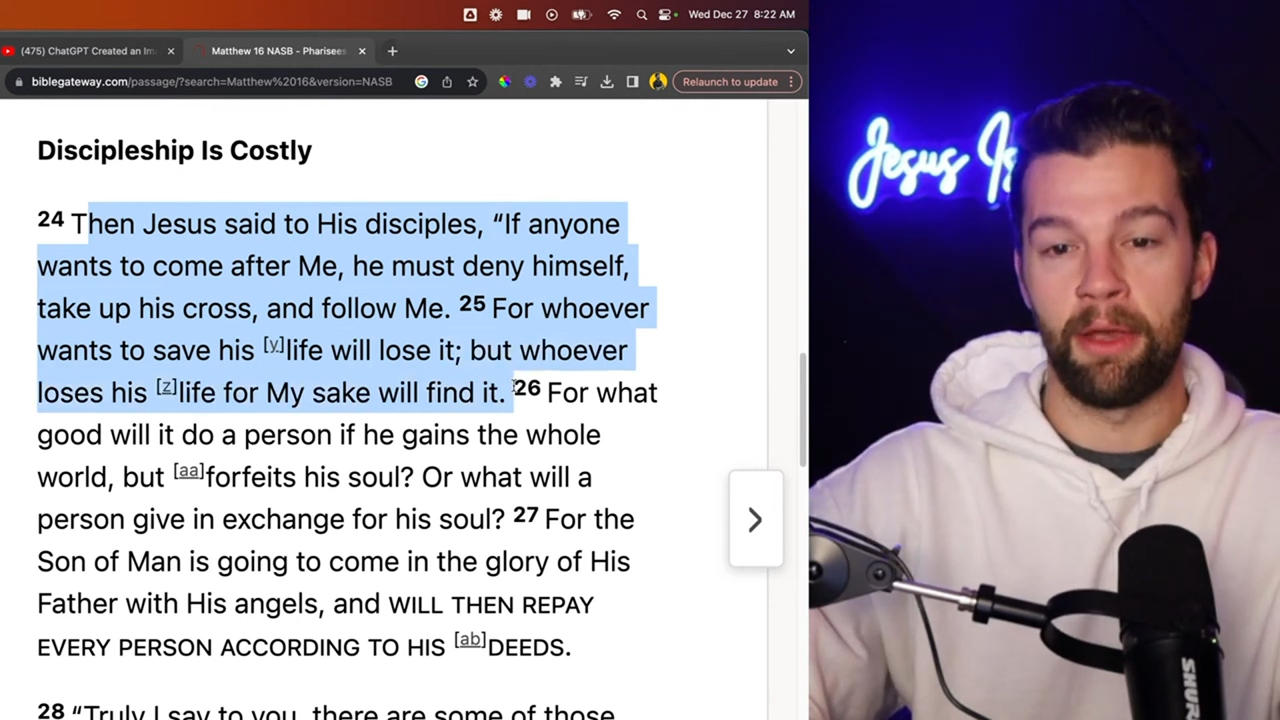 Wed Dec 27 8:22 AM
(475) ChatGPT Created an Im
Matthew 16 NASB - Pharisees
biblegateway.com/passage/?search=Matthew%2016&version=NASB
Relaunch to update
Discipleship Is Costly
24 Then Jesus said to His disciples, “If anyone
wants to come after Me, he must deny himself,
take up his cross, and follow Me. 25 For whoever
wants to save his [y]life will lose it; but whoever
loses his [z]life for My sake will find it. 26 For what
good will it do a person if he gains the whole
world, but [aa]forfeits his soul? Or what will a
person give in exchange for his soul? 27 For the
Son of Man is going to come in the glory of His
Father with His angels, and WILL THEN REPAY
EVERY PERSON ACCORDING TO HIS [ab]DEEDS.
28 “Truly I say to you, there are some of those
Jesus Is
SHURE